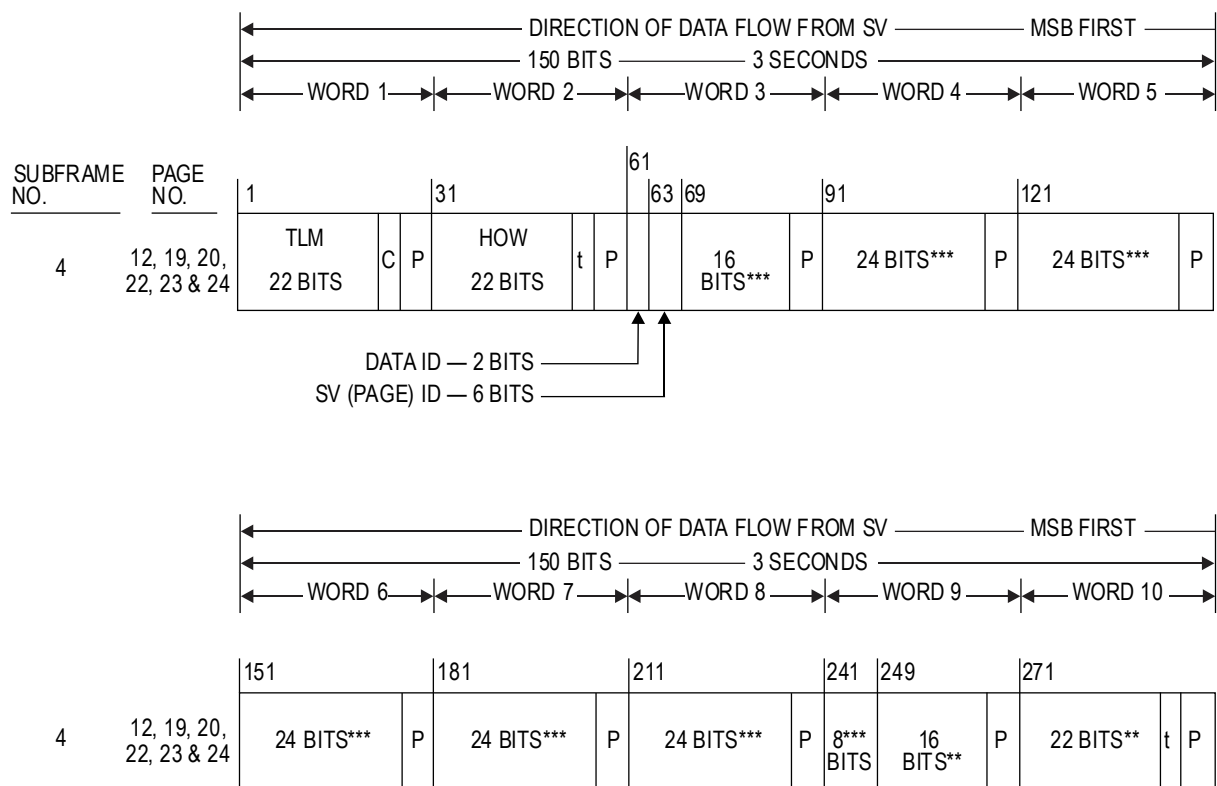 DIRECTION OF DATA FLOW FROM SV MSB FIRST
150 BITS 3 SECONDS
WORD 1 WORD 2 WORD 3 WORD 4 WORD 5
SUBFRAME NO. PAGE NO.
1 31 61 63 69 91 121
4 12, 19, 20, 22, 23 & 24
TLM 22 BITS C P HOW 22 BITS t P 16 BITS*** P 24 BITS*** P 24 BITS*** P
DATA ID — 2 BITS
SV (PAGE) ID — 6 BITS
DIRECTION OF DATA FLOW FROM SV MSB FIRST
150 BITS 3 SECONDS
WORD 6 WORD 7 WORD 8 WORD 9 WORD 10
151 181 211 241 249 271
4 12, 19, 20, 22, 23 & 24
24 BITS*** P 24 BITS*** P 24 BITS*** P 8*** BITS 16 BITS** P 22 BITS** t P